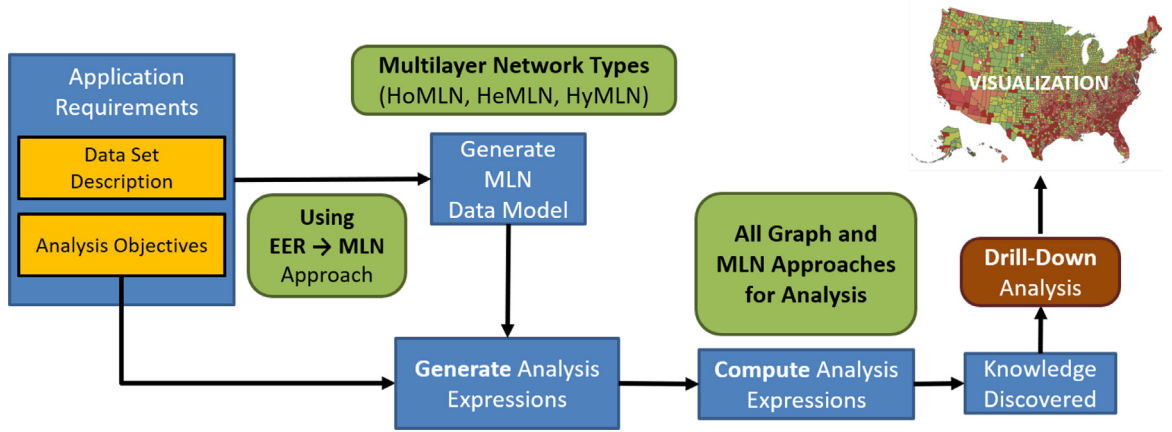 Application
Requirements
Data Set
Description
Analysis Objectives
Multilayer Network Types
(HoMLN, HeMLN, HyMLN)
Generate
MLN
Data Model
Using
EER → MLN
Approach
Generate Analysis
Expressions
All Graph and
MLN Approaches
for Analysis
Compute Analysis
Expressions
Knowledge
Discovered
Drill-Down
Analysis
VISUALIZATION